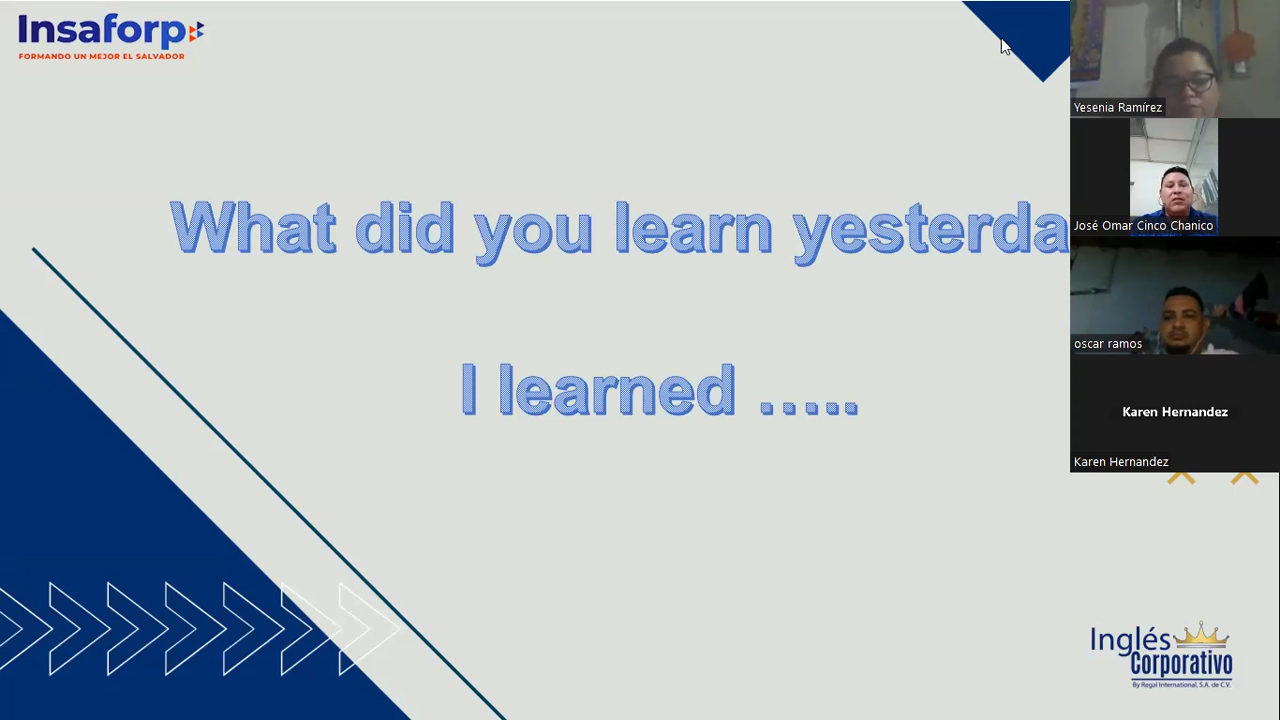 Insaforp
FORMANDO UN MEJOR EL SALVADOR
What did you learn yesterda
I learned .....
Yesenia Ramírez
José Omar Cinco Chanico
oscar ramos
Karen Hernandez
Karen Hernandez
Inglés
Corporativo
By Regal International, S.A. de C.V.